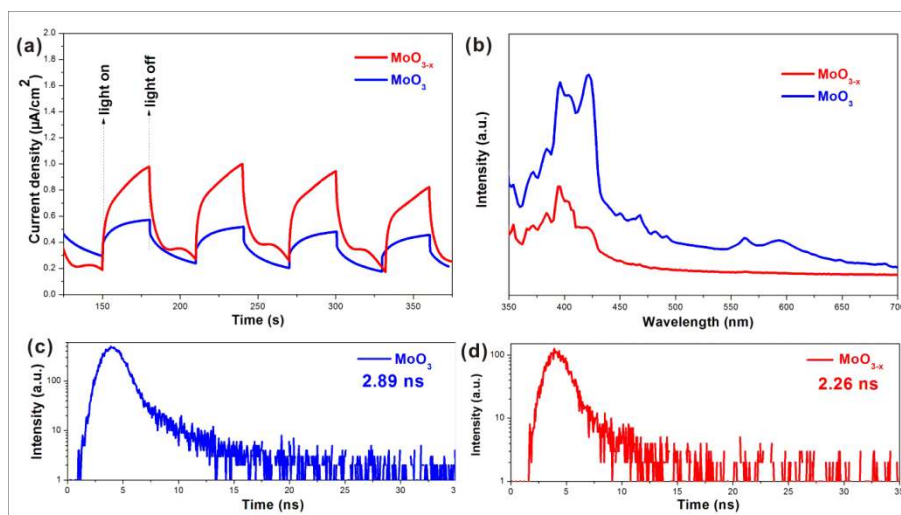 (a)
2.0
1.8
1.6
1.4
1.2
1.0
0.8
0.6
0.4
0.2
0.0
Current density (μA/cm²)
light on
light off
MoO₃₋ₓ
MoO₃
150
200
250
300
350
Time (s)
(b)
Intensity (a.u.)
MoO₃₋ₓ
MoO₃
350
400
450
500
550
600
650
700
Wavelength (nm)
(c)
Intensity (a.u.)
100
10
1
MoO₃
2.89 ns
0
5
10
15
20
25
30
35
Time (ns)
(d)
Intensity (a.u.)
100
10
1
MoO₃₋ₓ
2.26 ns
0
5
10
15
20
25
30
35
Time (ns)